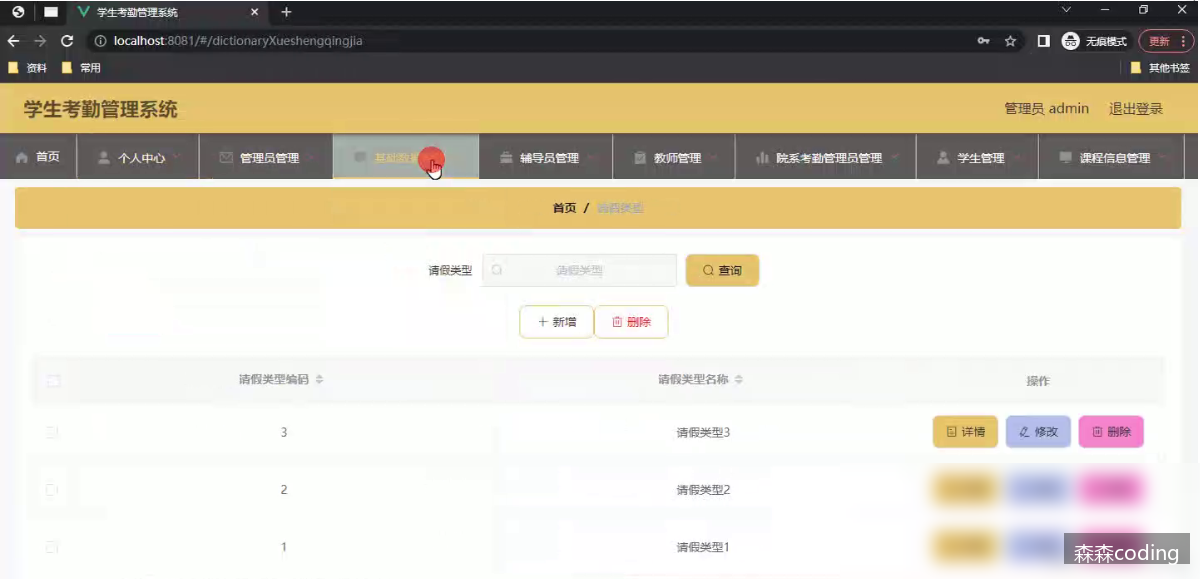 学生考勤管理系统
localhost:8081/#/dictionaryXueshengqingjia
无痕模式
更新
资料
常用
其他书签
学生考勤管理系统
管理员 admin
退出登录
首页
个人中心
管理员管理
辅导员管理
教师管理
院系考勤管理员管理
学生管理
课程信息管理
首页 / 请假类型
请假类型
请假类型
查询
新增
删除
请假类型编码
请假类型名称
操作
3
请假类型3
详情
修改
删除
2
请假类型2
1
请假类型1
森森coding